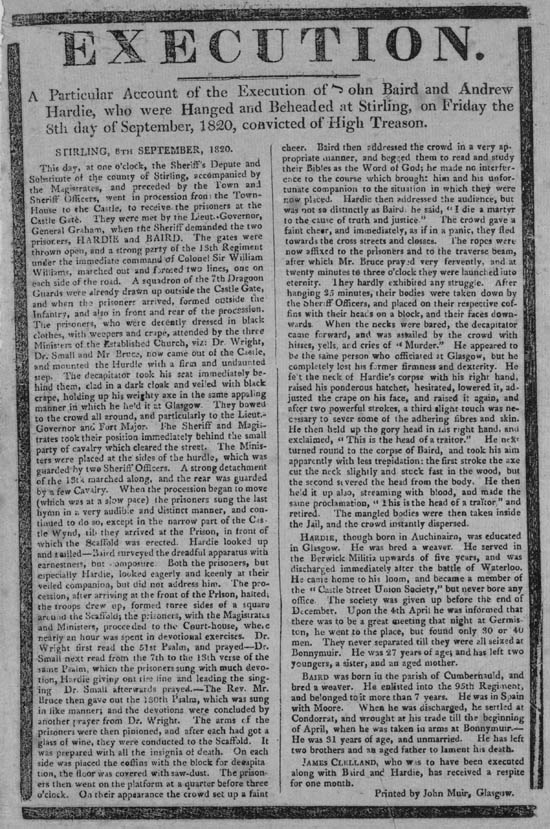 EXECUTION.
A Particular Account of the Execution of John Baird and Andrew
Hardie, who were Hanged and Beheaded at Stirling, on Friday the
8th day of September, 1820, convicted of High Treason.
STIRLING, 8TH SEPTEMBER, 1820.
This day, at one o'clock, the Sheriff's Depute and
Substitute of the county of Stirling, accompanied by
the Magistrates, and preceded by the Town and
Sheriff Officers, went in procession from the Town-
House to the Castle, to receive the prisoners at the
Castle Gate. They were met by the Lieut.-Governor,
General Graham, when the Sheriff demanded the two
prisoners, HARDIE and BAIRD. The gates were
thrown open, and a strong party of the 13th Regiment
under the immediate command of Colonel Sir William
Williams, marched out and formed two lines, one on
each side of the road. A squadron of the 7th Dragoon
Guards were already drawn up outside the Castle Gate,
and when the prisoners arrived, formed outside the
Infantry, and also in front and rear of the procession.
The prisoners, who were decently dressed in black
clothes, with weepers and crape, attended by the three
Ministers of the Established Church, viz: Dr. Wright,
Dr. Small and Mr Bruce, now came out of the Castle,
and mounted the Hurdle with a firm and undaunted
step. The decapitator took his seat immediately be-
hind them, clad in a dark cloak and veiled with black
crape, holding up his weighty axe in the same appaling
manner in which he held it at Glasgow. They bowed
to the crowd all around, and particularly to the Lieut.-
Governor and Fort Major. The Sheriff and Magis-
trates took their position immediately behind the small
party of cavalry which cleared the street. The Minis-
ters were placed at the sides of the hurdle, which was
guarded by two Sheriff Officers. A strong detachment
of the 13th marched along, and the rear was guarded
by a few Cavalry. When the procession began to move
(which was at a slow pace) the prisoners sung the last
hymn in a very audible and distinct manner, and con-
tinued to do so, except in the narrow part of the Cas-
tle Wynd, till they arrived at the Prison, in front of
which the Scaffold was erected. Hardie looked up
and smiled—Baird surveyed the dreadful apparatus with
earnestness, but composure. Both the prisoners, but
especially Hardie, looked eagerly and keenly at their
veiled companion, but did not address him. The pro-
cession, after arriving at the front of the Prison, halted,
the troops drew up, formed three sides of a square
around the Scaffold, the prisoners, with the Magistrates
and Ministers, proceeded to the Court-house, where
nearly an hour was spent in devotional exercises. Dr.
Wright first read the 51st Psalm, and prayed—Dr.
Small next read from the 7th to the 13th verse of the
same Psalm, which the prisoners sung with much devo-
tion, Hardie giving out the line and leading the sing-
ing Dr. Small afterwards prayed.—The Rev. Mr.
Bruce then gave out the 130th Psalm, which was sung
in like manner; and the devotions were concluded by
another prayer from Dr. Wright. The arms of the
prisoners were then pinioned, and after each had got a
glass of wine, they were conducted to the Scaffold. It
was prepared with all the insignia of death. On each
side was placed the coffins with the block for decapita-
tion, the floor was covered with saw-dust. The prison-
ers then went on the platform at a quarter before three
o'clock. On their appearance the crowd set up a faint
cheer. Baird then addressed the crowd in a very ap-
propriate manner, and begged them to read and study
their Bibles as the Word of God; he made no interfer-
ence to the course which brought him and his unfor-
tunate companion to the situation in which they were
now placed. Hardie then addressed the audience, but
was not so distinctly as Baird. he said, "I die a martyr
to the cause of truth and justice." The crowd gave a
faint cheer, and immediately, as if in a panic, they fled
towards the cross streets and closses. The ropes were
now affixed to the prisoners and to the traverse beam,
after which Mr. Bruce prayed very fervently, and at
twenty minutes to three o'clock they were launched into
eternity. They hardly exhibited any struggle. After
hanging 25 minutes, their bodies were taken down by
the Sheriff Officers, and placed on their respective cof-
fins with their heads on a block, and their faces down-
wards. When the necks were bared, the decapitator
came forward, and was assailed by the crowd with
hisses, yells, and cries of "Murder." He appeared to
be the same person who officiated at Glasgow, but he
completely lost his former firmness and dexterity. He
felt the neck of Hardie's corpse with his right hand,
raised his ponderous hatchet, hesitated, lowered it, ad-
justed the crape on his face, and raised it again, and
after two powerful strokes, a third slight touch was ne-
cessary to sever some of the adhering fibres and skin.
He then held up the gory head in his right hand, and
exclaimed, "This is the head of a traitor." He next
turned round to the corpse of Baird, and took his aim
apparently with less trepidation: the first stroke the axe
cut the neck slightly and stuck fast in the wood, but
the second severed the head from the body. He then
held it up also, streaming with blood, and made the
same proclamation, "This is the head of a traitor," and
retired. The mangled bodies were then taken inside
the Jail, and the crowd instantly dispersed.
HARDIE, though born in Auchinairn, was educated
in Glasgow. He was bred a weaver. He served in
the Berwick Militia upwards of five years, and was
discharged immediately after the battle of Waterloo.
He came home to his loom, and became a member of
the "Castle Street Union Society," but never bore any
office. The society was given up before the end of
December. Upon the 4th April he was informed that
there was to be a great meeting that night at Germis-
ton, he went to the place, but found only 30 or 40
men. They never separated till they were all seized at
Bonnymuir. He was 27 years of age; and has left two
youngers, a sister, and an aged mother.
BAIRD was born in the parish of Cumbernauld, and
bred a weaver. He enlisted into the 95th Regiment,
and belonged to it more than 7 years. He was in Spain
with Moore. When he was discharged, he settled at
Condorrat, and wrought at his trade till the beginning
of April, when he was taken in arms at Bonnymuir.—
He was 31 years of age, and unmarried. He has left
two brothers and an aged father to lament his death.
JAMES CLELLAND, who was to have been executed
along with Baird and Hardie, has received a respite
for one month.
Printed by John Muir, Glasgow.